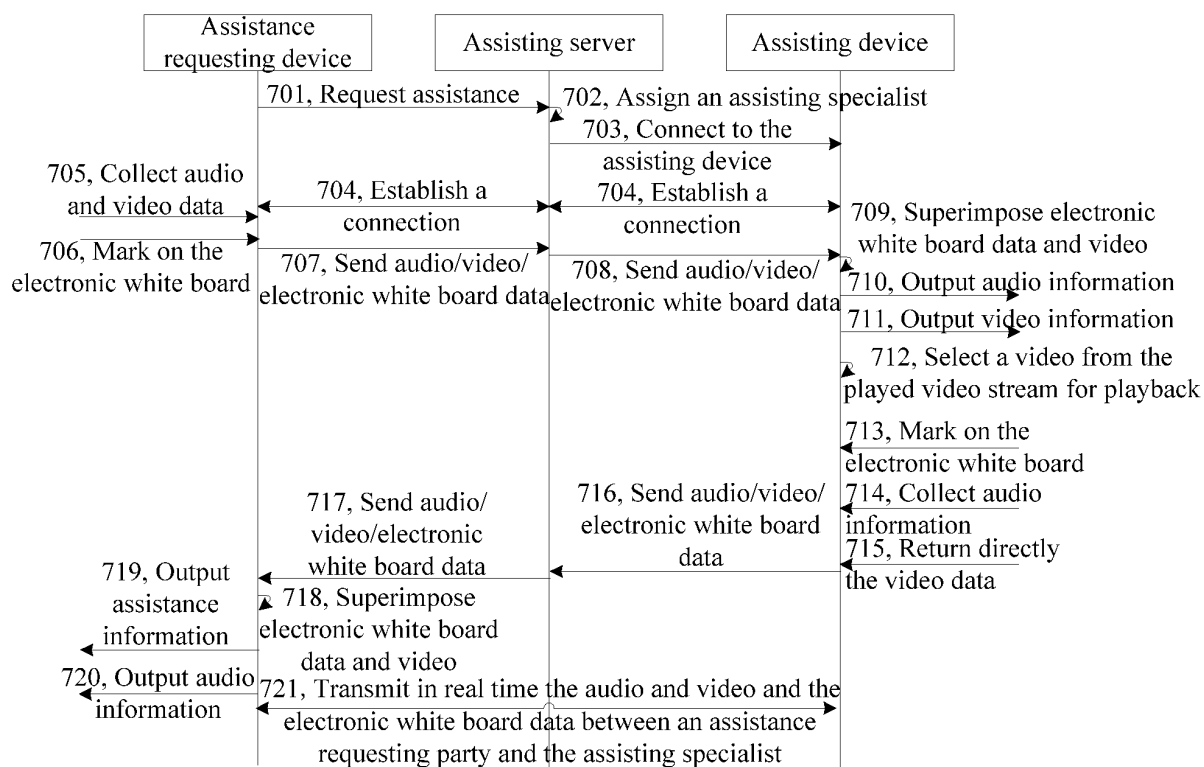 Assistance
requesting device
Assisting server
Assisting device
701, Request assistance
702, Assign an assisting specialist
703, Connect to the
assisting device
705, Collect audio
and video data
704, Establish a
connection
704, Establish a
connection
706, Mark on the
electronic white board
707, Send audio/video/
electronic white board data
708, Send audio/video/
electronic white board data
709, Superimpose electronic
white board data and video
710, Output audio information
711, Output video information
712, Select a video from the
played video stream for playback
713, Mark on the
electronic white board
714, Collect audio
information
715, Return directly
the video data
716, Send audio/video/
electronic white board
data
717, Send audio/
video/electronic
white board data
718, Superimpose
electronic white board
data and video
719, Output
assistance
information
720, Output audio
information
721, Transmit in real time the audio and video and the
electronic white board data between an assistance
requesting party and the assisting specialist